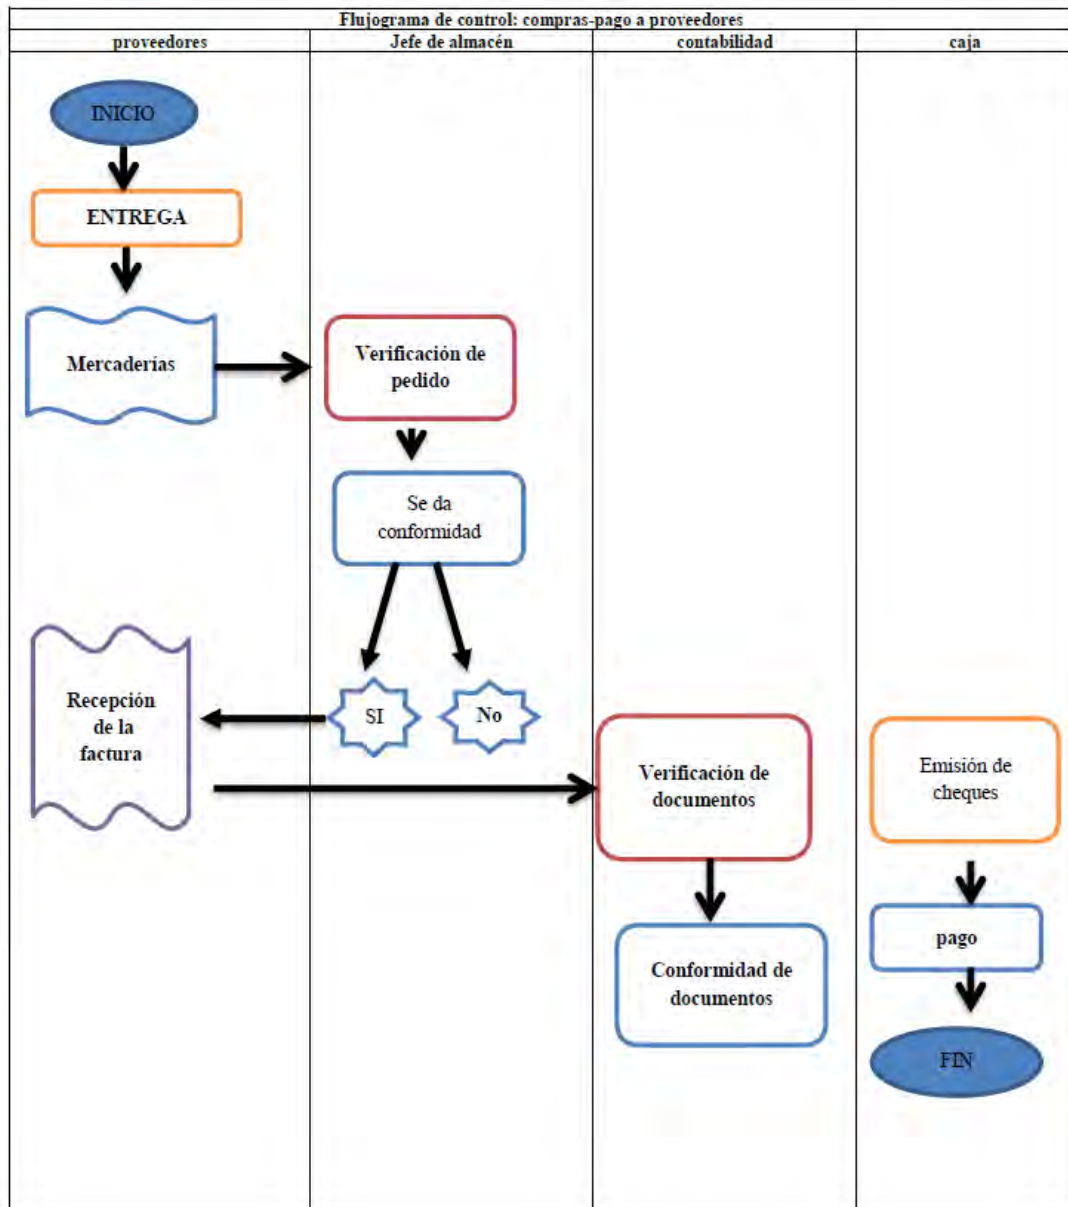 Flujograma de control: compras-pago a proveedores
proveedores
Jefe de almacén
contabilidad
caja
INICIO
ENTREGA
Mercaderías
Verificación de
pedido
Se da
conformidad
SI
No
Recepción
de la
factura
Verificación de
documentos
Conformidad de
documentos
Emisión de
cheques
pago
FIN